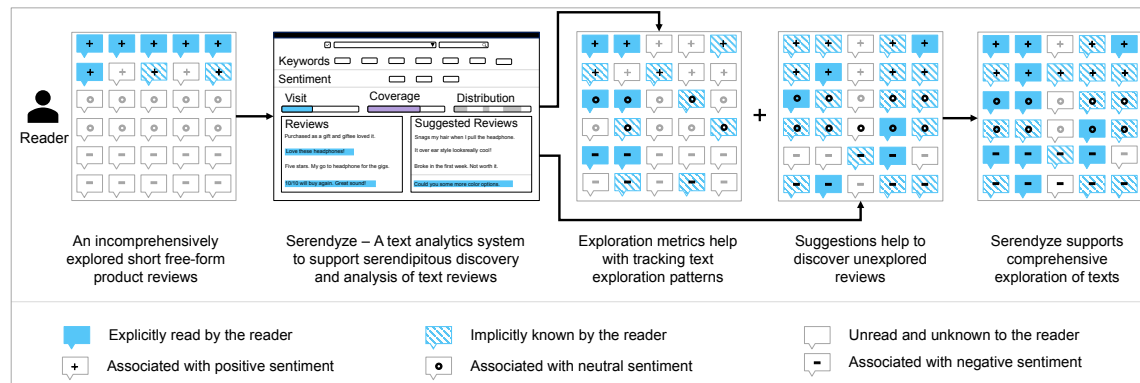 Reader
Keywords
Sentiment
Visit
Coverage
Distribution
Reviews
Purchased as a gift and giftee loved it.
Love these headphones!
Five stars. My go to headphone for the gigs.
10/10 will buy again. Great sound!
Suggested Reviews
Snags my hair when I pull the headphone.
It over ear style looksreally cool!
Broke in the first week. Not worth it.
Could you some more color options.
+
An incomprehensively
explored short free-form
product reviews
Serendyze – A text analytics system
to support serendipitous discovery
and analysis of text reviews
Exploration metrics help
with tracking text
exploration patterns
Suggestions help to
discover unexplored
reviews
Serendyze supports
comprehensive
exploration of texts
Explicitly read by the reader
Implicitly known by the reader
Unread and unknown to the reader
Associated with positive sentiment
Associated with neutral sentiment
Associated with negative sentiment